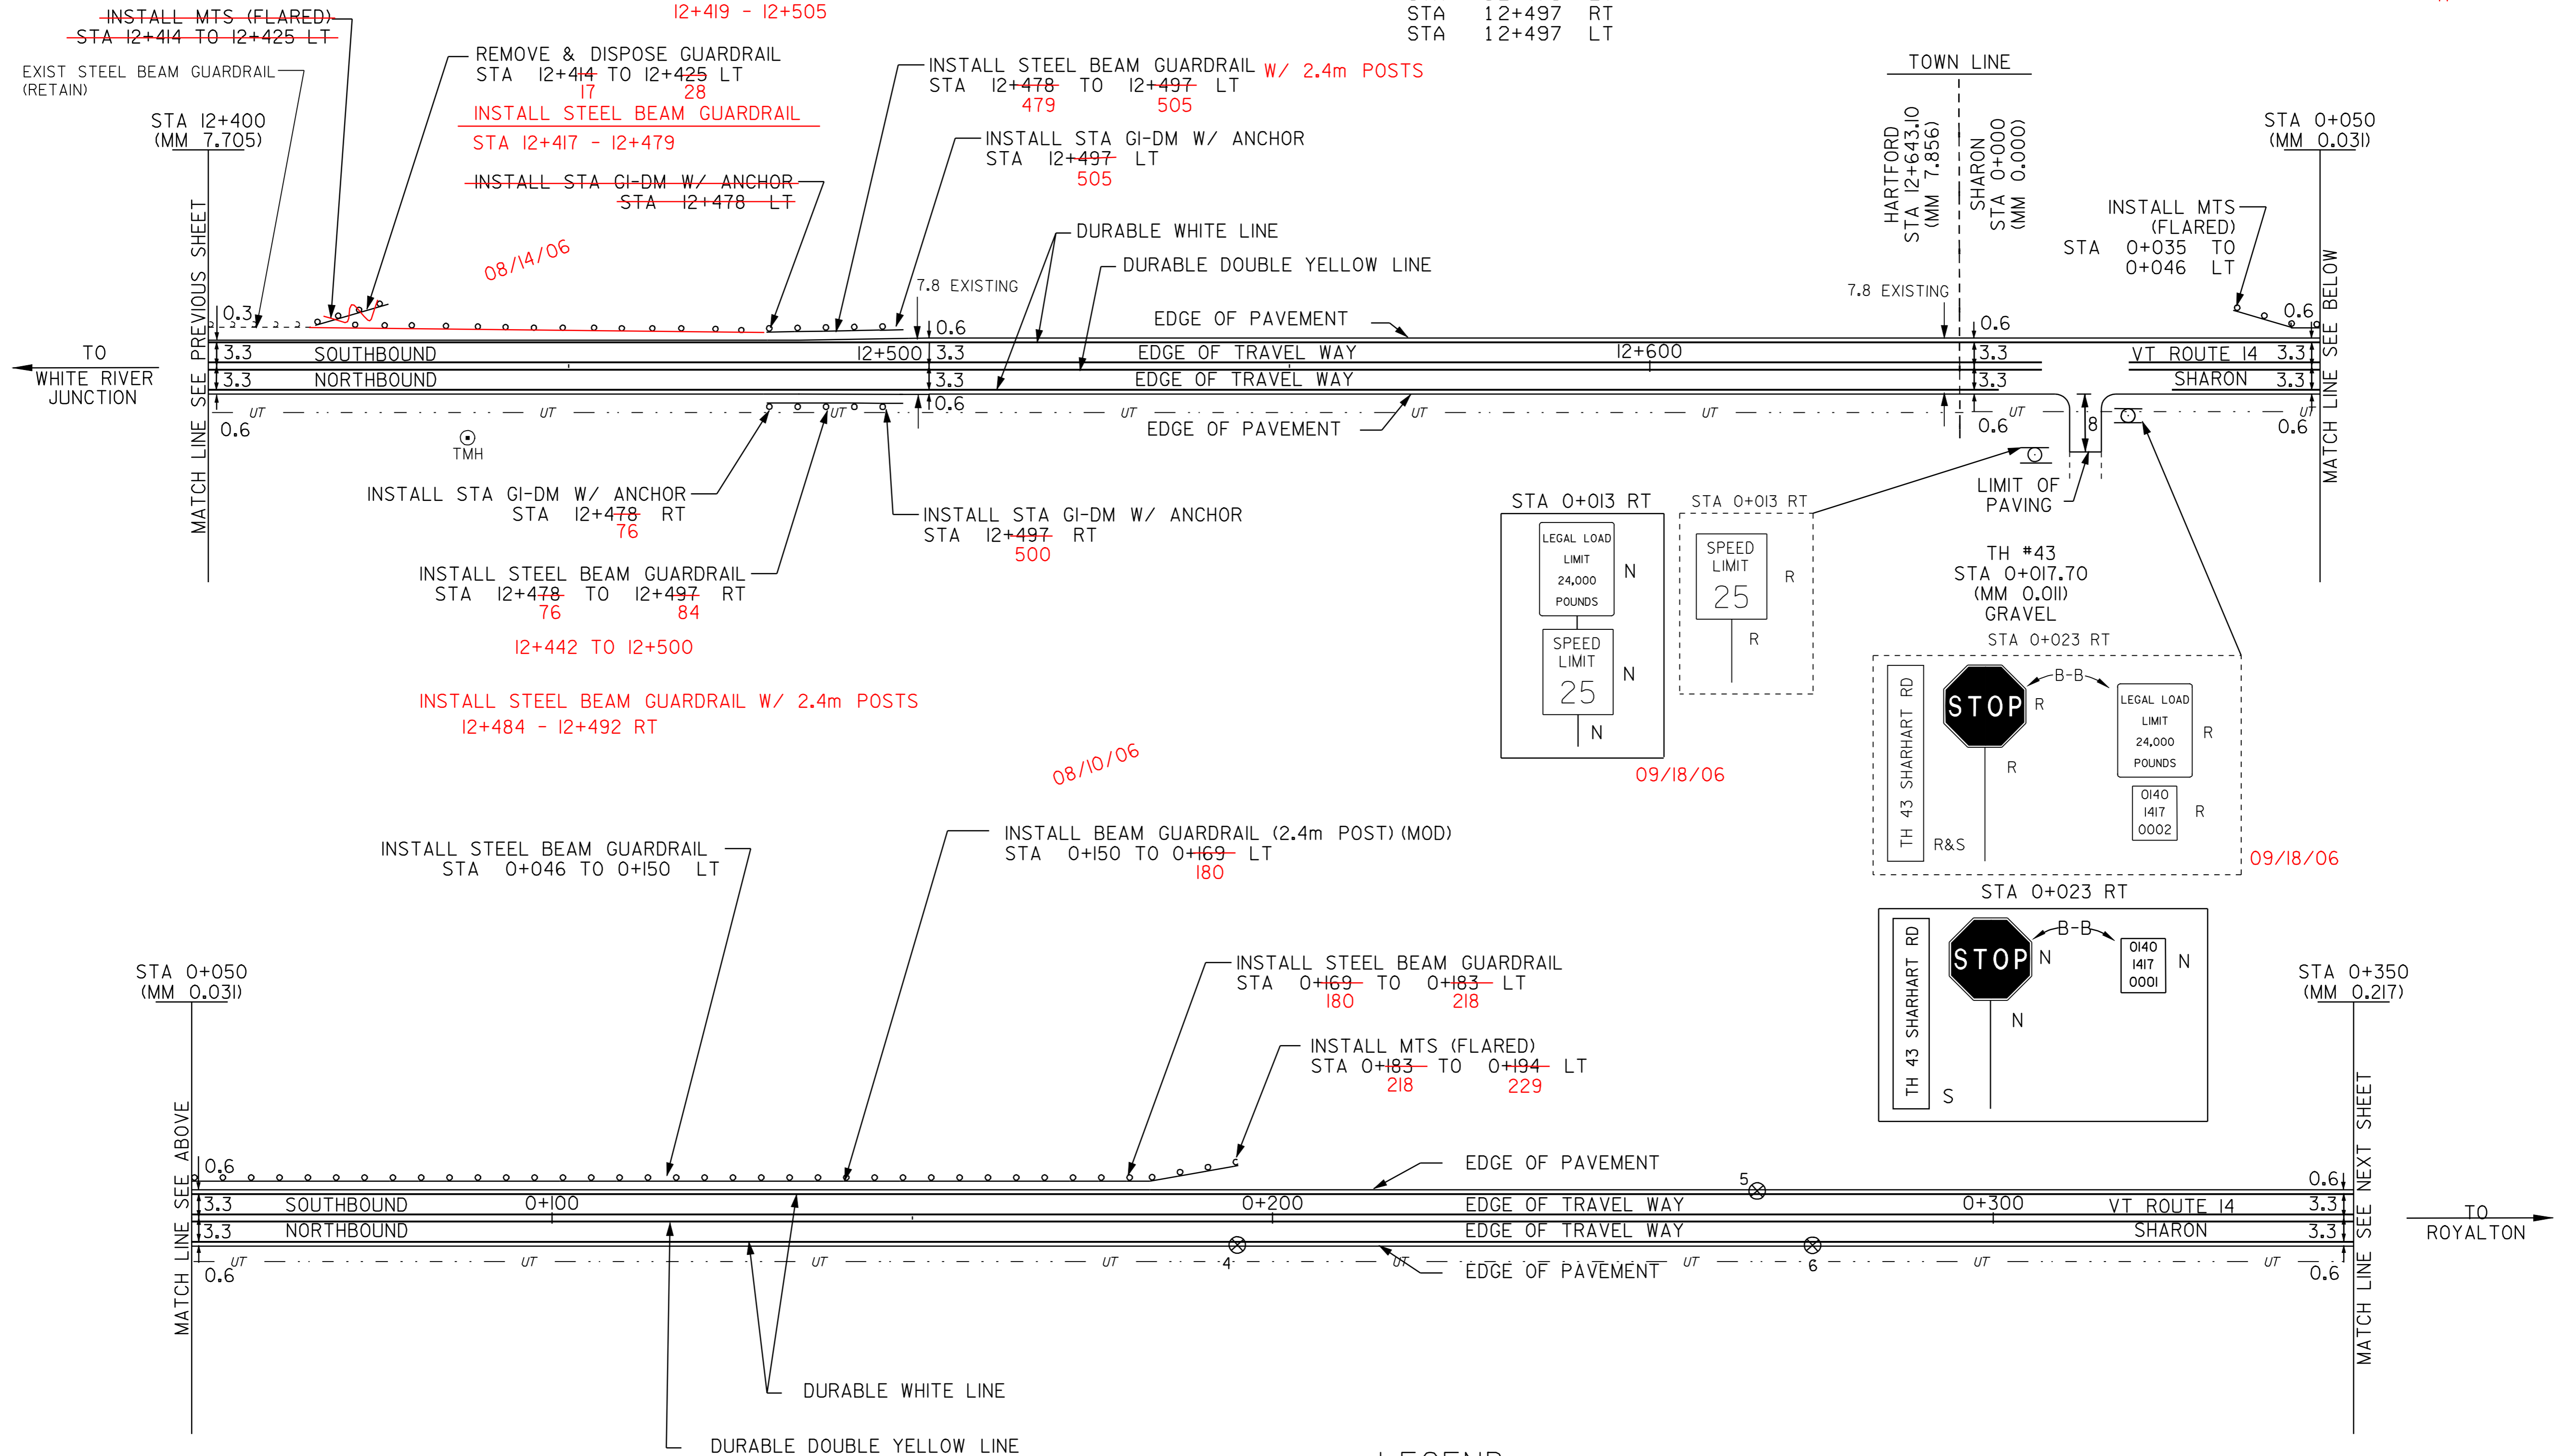 INSTALL MTS (FLARED)
STA 12+414 TO 12+425 LT
12+419 - 12+505
STA 12+497 RT
STA 12+497 LT
EXIST STEEL BEAM GUARDRAIL
(RETAIN)
REMOVE & DISPOSE GUARDRAIL
STA 12+414 TO 12+425 LT
17 28
INSTALL STEEL BEAM GUARDRAIL
STA 12+417 - 12+479
INSTALL STEEL BEAM GUARDRAIL W/ 2.4m POSTS
STA 12+478 TO 12+497 LT
479 505
INSTALL STA GI-DM W/ ANCHOR
STA 12+497 LT
505
INSTALL STA GI-DM W/ ANCHOR
STA 12+478 LT
08/14/06
STA 12+400
(MM 7.705)
MATCH LINE SEE PREVIOUS SHEET
TOWN LINE
HARTFORD
STA 12+643.10
(MM 7.856)
SHARON
STA 0+000
(MM 0.000)
STA 0+050
(MM 0.031)
INSTALL MTS
(FLARED)
STA 0+035 TO
0+046 LT
MATCH LINE SEE BELOW
DURABLE WHITE LINE
DURABLE DOUBLE YELLOW LINE
7.8 EXISTING
7.8 EXISTING
EDGE OF PAVEMENT
0.3
0.6
0.6
0.6
TO
WHITE RIVER
JUNCTION
3.3 SOUTHBOUND 12+500 3.3 EDGE OF TRAVEL WAY 12+600 3.3 VT ROUTE 14 3.3
3.3 NORTHBOUND 3.3 EDGE OF TRAVEL WAY 3.3 SHARON 3.3
UT UT UT UT UT UT UT UT
0.6 0.6 0.6 0.6
EDGE OF PAVEMENT
TMH
8
LIMIT OF
PAVING
INSTALL STA GI-DM W/ ANCHOR
STA 12+478 RT
76
INSTALL STA GI-DM W/ ANCHOR
STA 12+497 RT
500
INSTALL STEEL BEAM GUARDRAIL
STA 12+478 TO 12+497 RT
76 84
12+442 TO 12+500
INSTALL STEEL BEAM GUARDRAIL W/ 2.4m POSTS
12+484 - 12+492 RT
STA 0+013 RT
LEGAL LOAD
LIMIT
24,000
POUNDS
N
SPEED
LIMIT
25
N
N
STA 0+013 RT
SPEED
LIMIT
25
R
R
09/18/06
TH #43
STA 0+017.70
(MM 0.011)
GRAVEL
STA 0+023 RT
TH 43 SHARHART RD
R&S
STOP
R
R
B-B
LEGAL LOAD
LIMIT
24,000
POUNDS
R
0140
1417
0002
R
09/18/06
STA 0+023 RT
TH 43 SHARHART RD
S
STOP
N
N
B-B
0140
1417
0001
N
08/10/06
INSTALL STEEL BEAM GUARDRAIL
STA 0+046 TO 0+150 LT
INSTALL BEAM GUARDRAIL (2.4m POST) (MOD)
STA 0+150 TO 0+169 LT
180
INSTALL STEEL BEAM GUARDRAIL
STA 0+169 TO 0+183 LT
180 218
INSTALL MTS (FLARED)
STA 0+183 TO 0+194 LT
218 229
STA 0+050
(MM 0.031)
MATCH LINE SEE ABOVE
STA 0+350
(MM 0.217)
MATCH LINE SEE NEXT SHEET
EDGE OF PAVEMENT
0.6 5 0.6
3.3 SOUTHBOUND 0+100 0+200 EDGE OF TRAVEL WAY 0+300 VT ROUTE 14 3.3
3.3 NORTHBOUND EDGE OF TRAVEL WAY SHARON 3.3
TO
ROYALTON
UT UT UT UT UT UT UT UT
0.6 4 6 0.6
EDGE OF PAVEMENT
DURABLE WHITE LINE
DURABLE DOUBLE YELLOW LINE